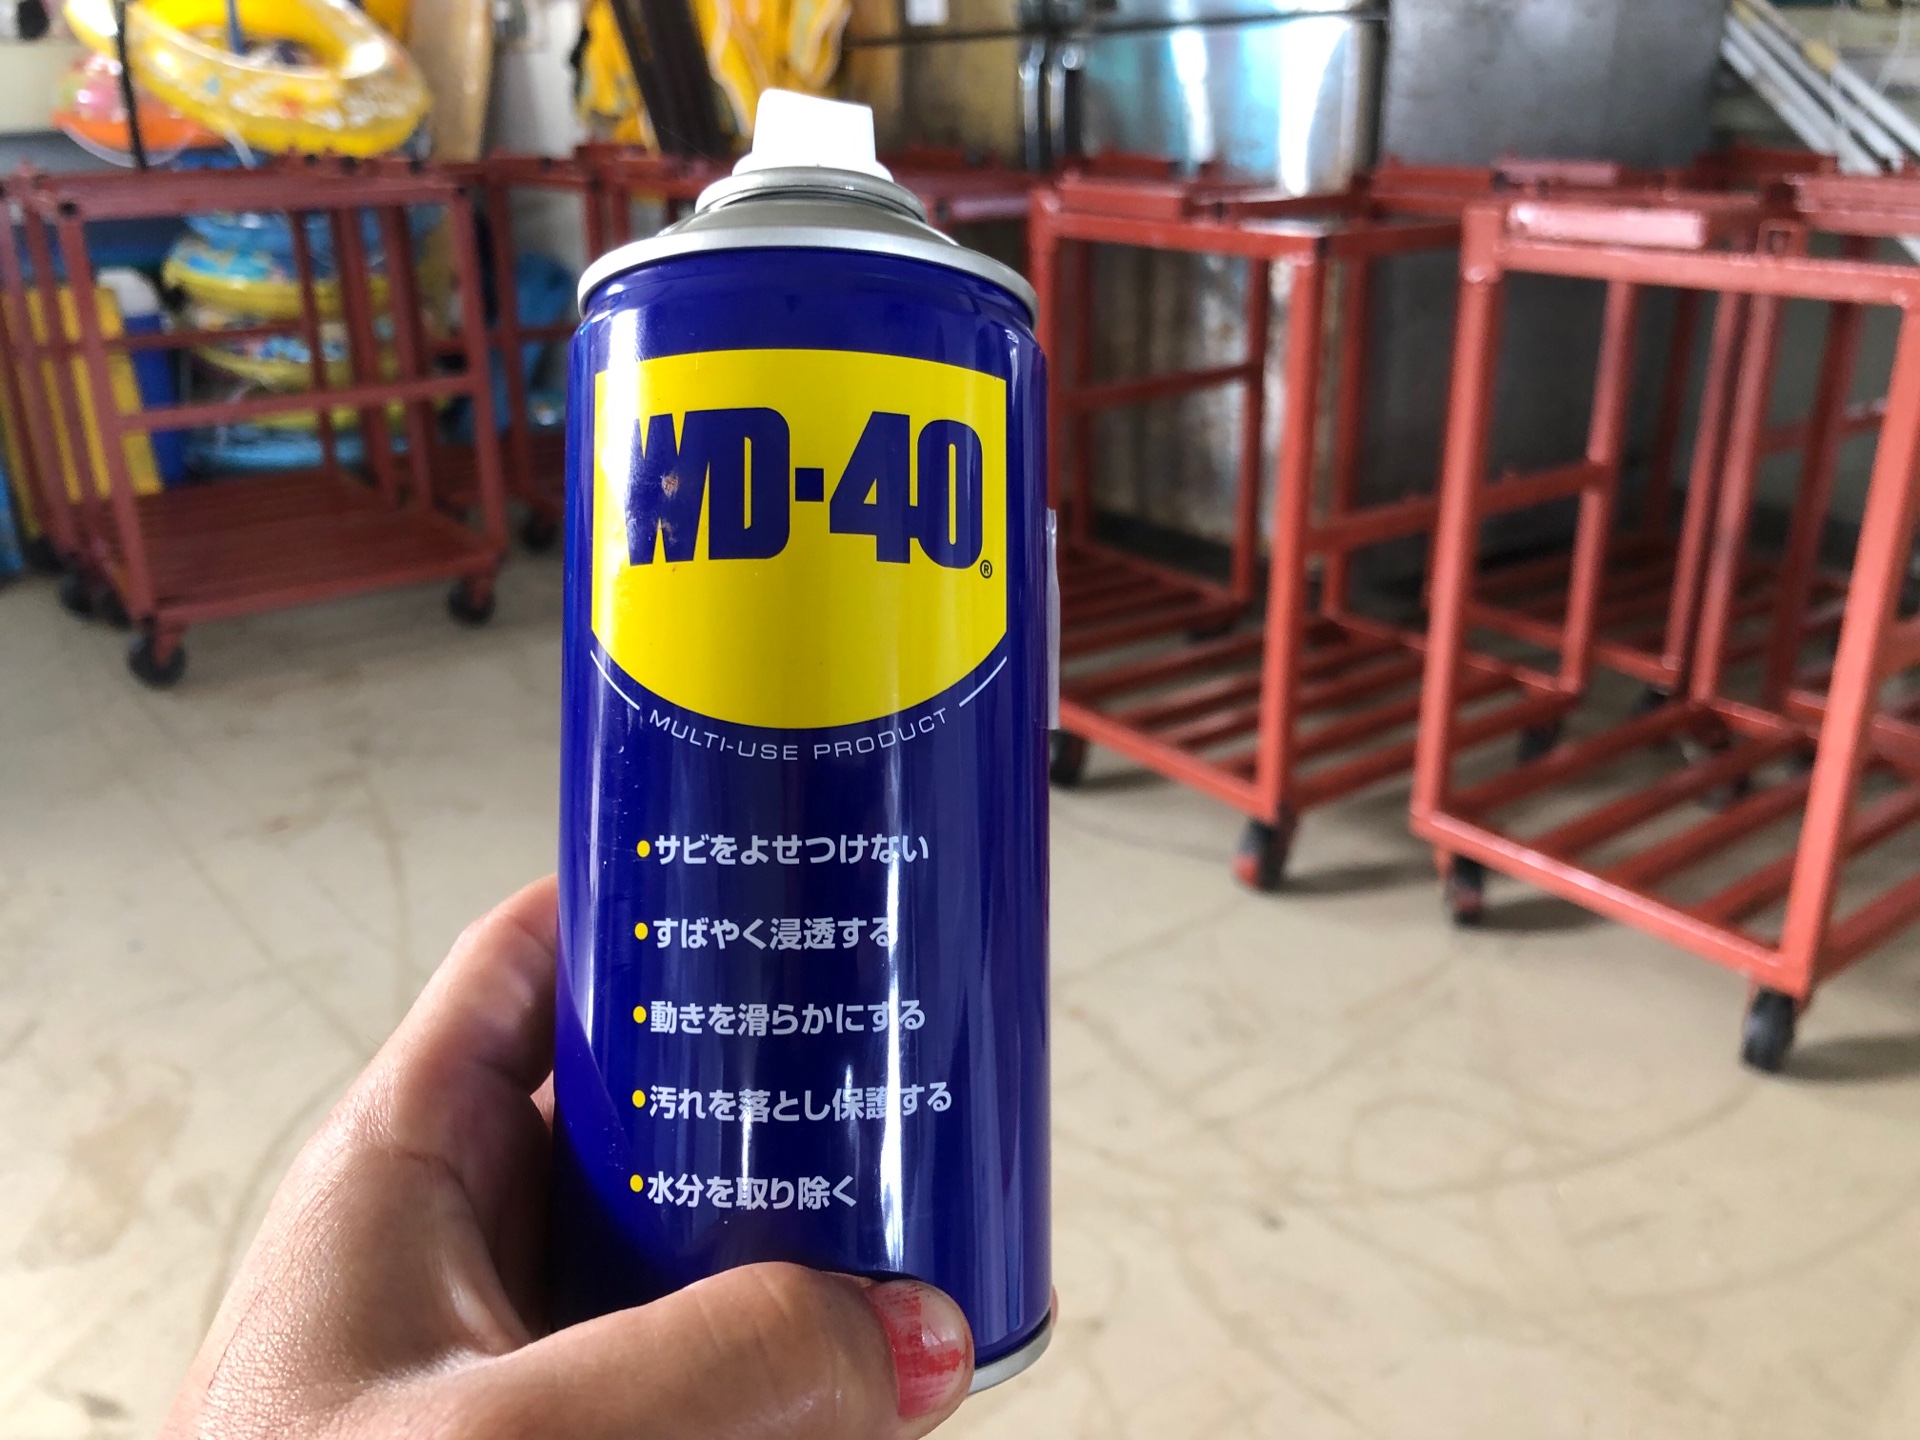 WD-40®
MULTI-USE PRODUCT
•サビをよせつけない
•すばやく浸透する
•動きを滑らかにする
•汚れを落とし保護する
•水分を取り除く